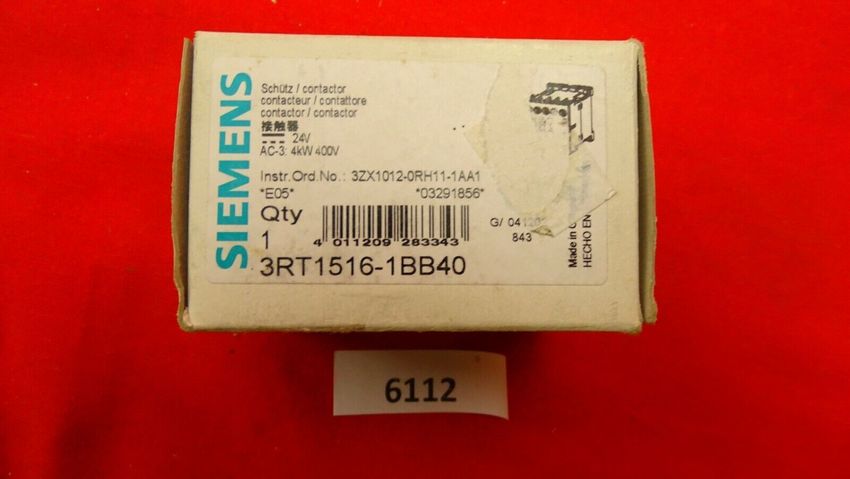 SIEMENS
Schütz / contactor
contacteur / contattore
contactor / contactor
接触器
24V
AC-3: 4kW 400V
Instr.Ord.No.: 3ZX1012-0RH11-1AA1
*E05* *03291856*
Qty
1
4 011209 283343
G/ 0412
843
Made in
HECHO EN
3RT1516-1BB40
6112